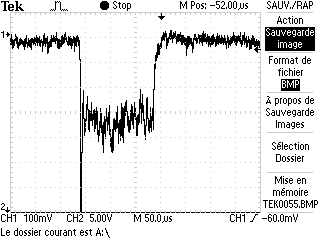 Tek Stop M Pos: -52.00µs SAUV./RAP
Action
Sauvegarde
image
Format de
fichier
BMP
À propos de
Sauvegarde
Images
Sélection
Dossier
Mise en
mémoire
TEK0055.BMP
1
2
CH1 100mV CH2 5.00V M 50.0µs CH1 -60.0mV
Le dossier courant est A:\